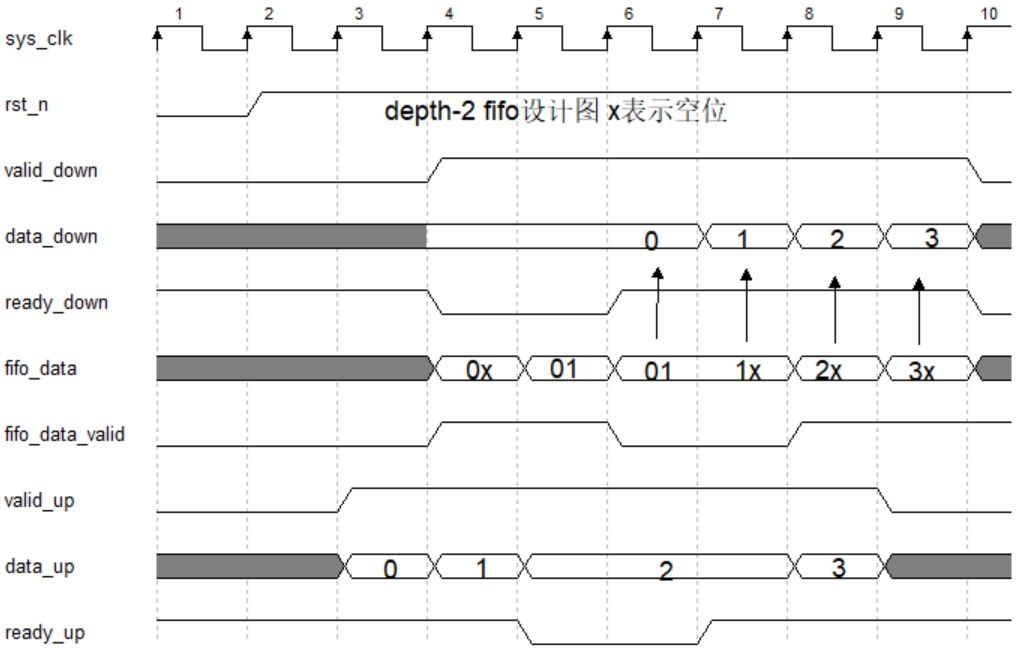 1 2 3 4 5 6 7 8 9 10
sys_clk
rst_n
depth-2 fifo设计图 x表示空位
valid_down
data_down
0 1 2 3
ready_down
fifo_data
0x 01 01 1x 2x 3x
fifo_data_valid
valid_up
data_up
0 1 2 3
ready_up